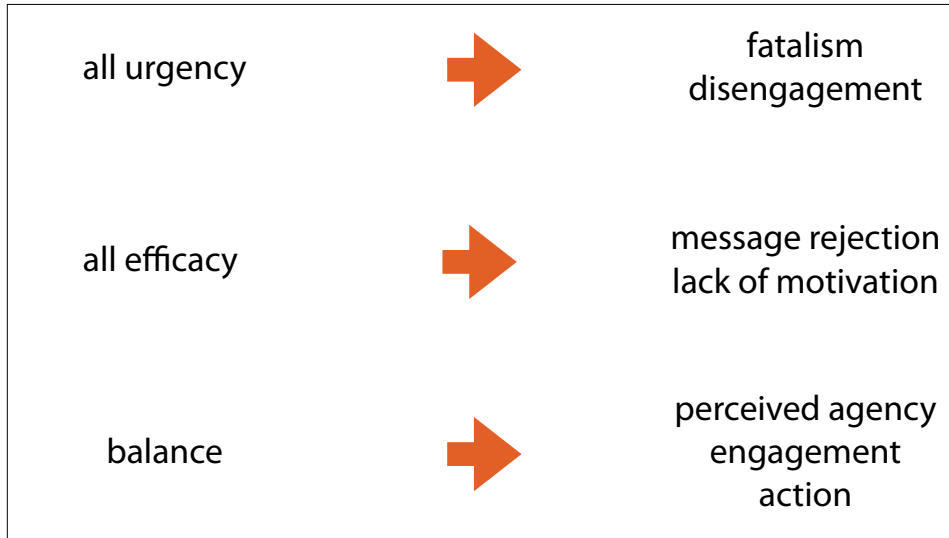 all urgency
fatalism
disengagement
all efficacy
message rejection
lack of motivation
balance
perceived agency
engagement
action